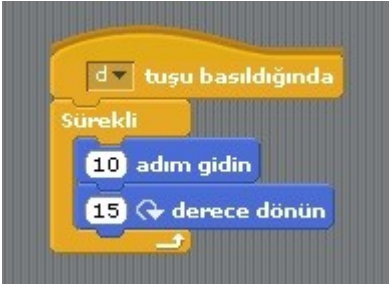 d tuşu basıldığında
Sürekli
10 adım gidin
15 derece dönün